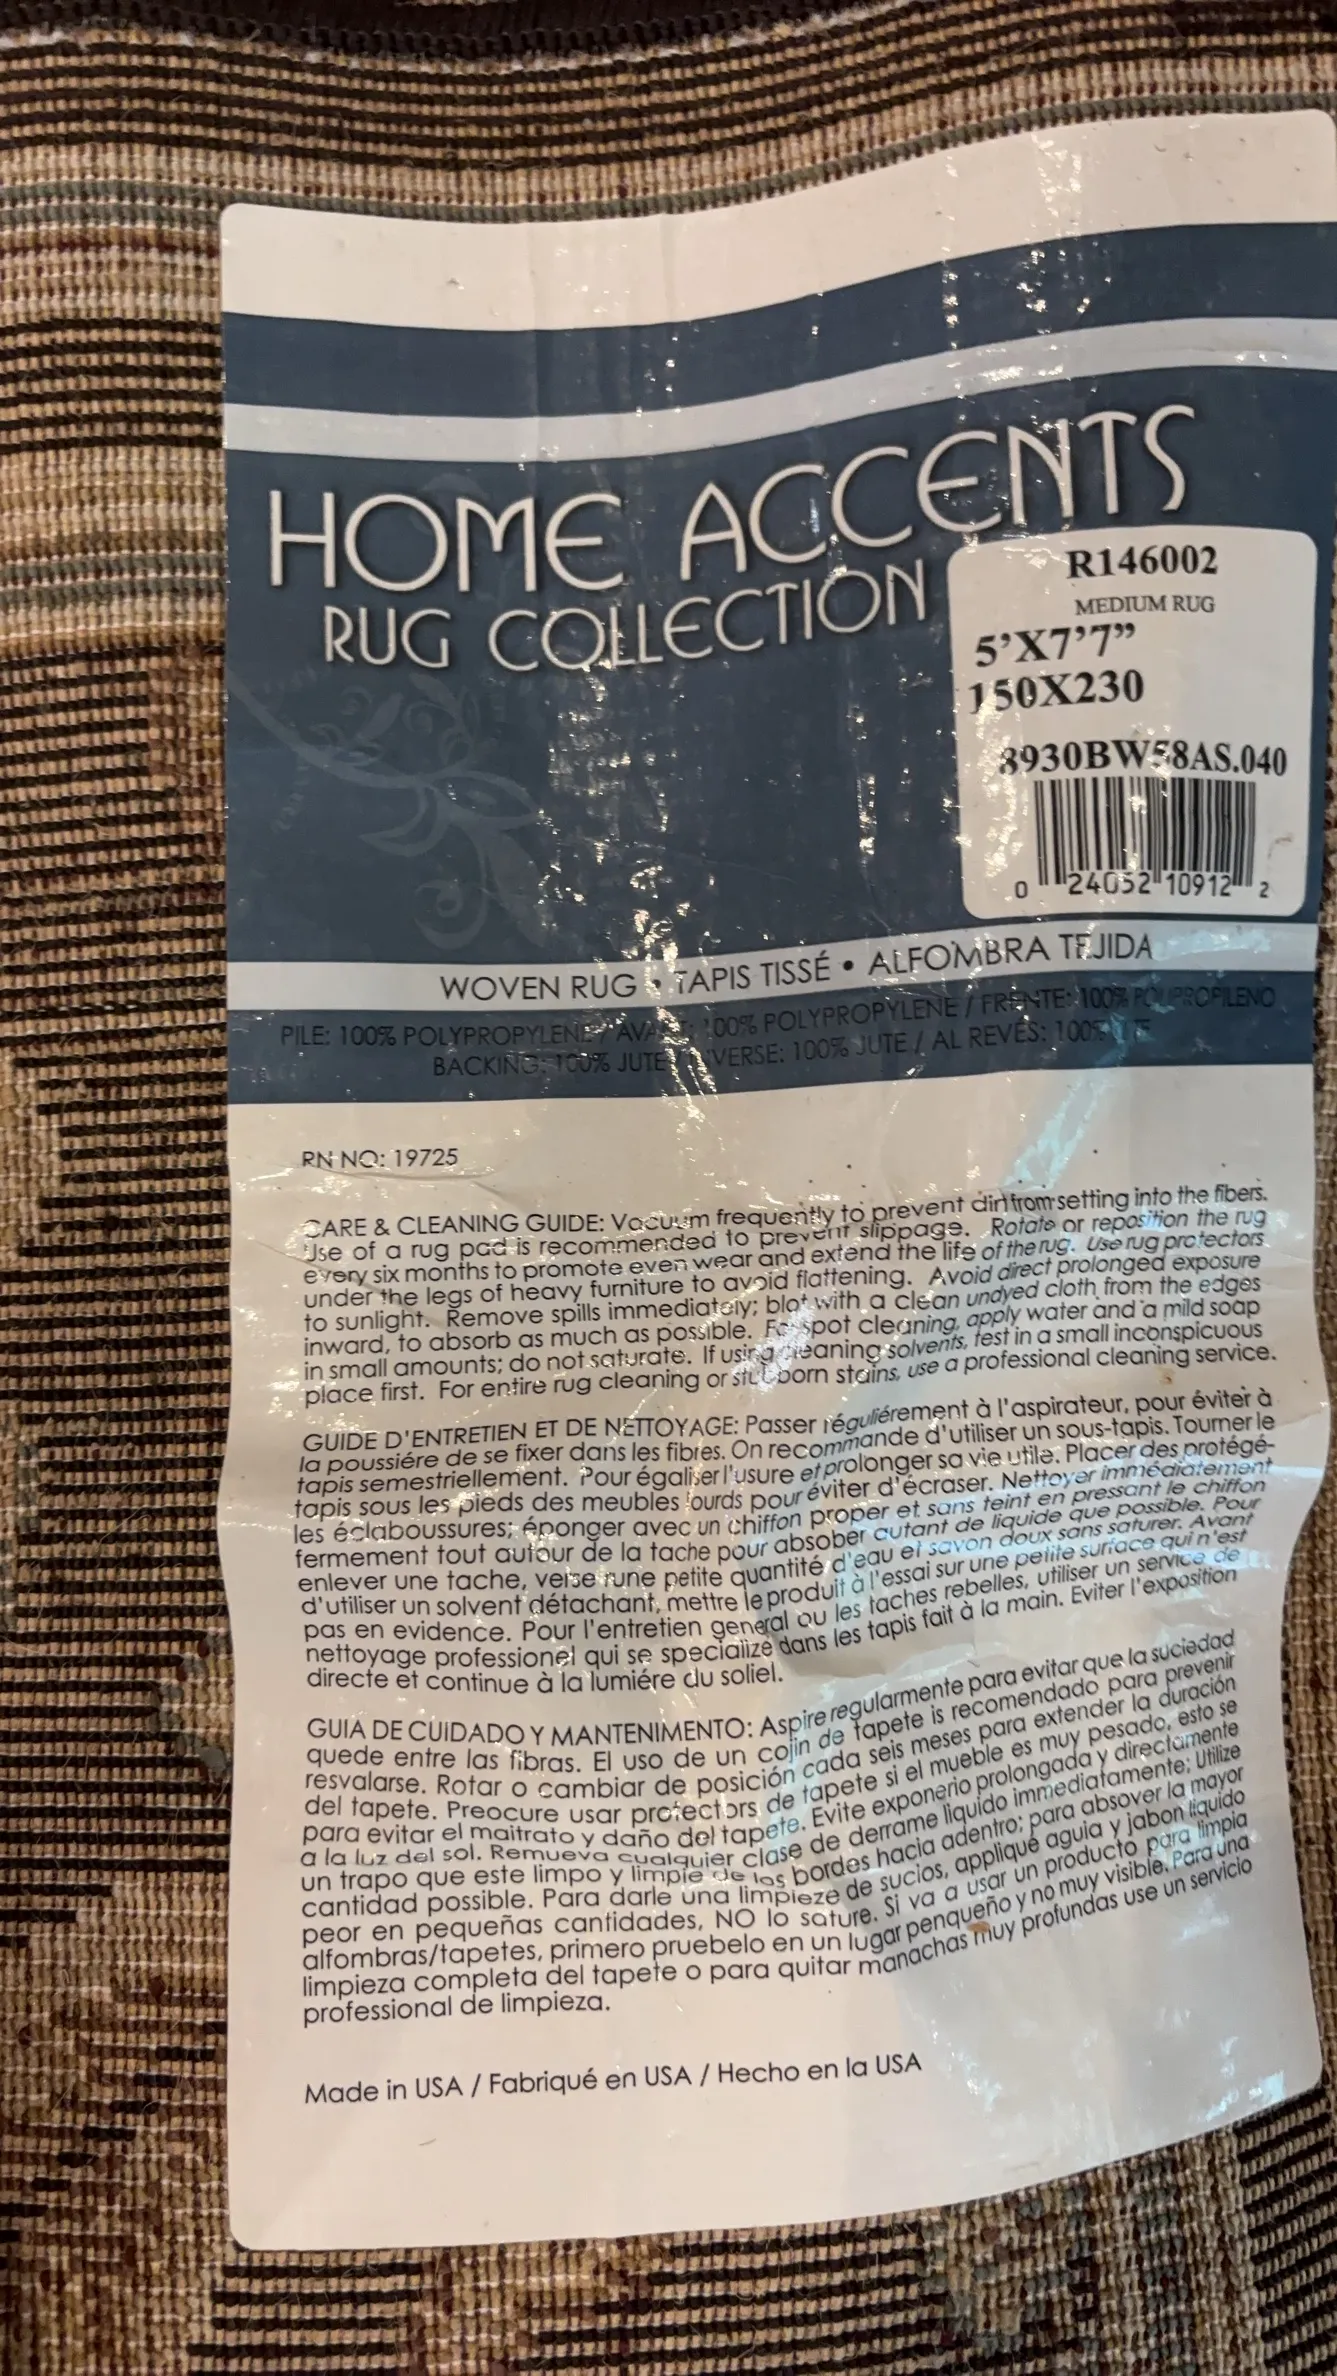 HOME ACCENTS
RUG COLLECTION
R146002
MEDIUM RUG
5'X7'7”
150X230
8930BW58AS.040
0 24052 10912 2
WOVEN RUG • TAPIS TISSÉ • ALFOMBRA TEJIDA
PILE: 100% POLYPROPYLENE / AVANT: 100% POLYPROPYLENE / FRENTE: 100% POLIPROPILENO
BACKING: 100% JUTE / INVERSE: 100% JUTE / AL REVÉS: 100% JUTE
RN NO: 19725
CARE & CLEANING GUIDE: Vacuum frequently to prevent dirt from setting into the fibers.
Use of a rug pad is recommended to prevent slippage. Rotate or reposition the rug
every six months to promote even wear and extend the life of the rug. Use rug protectors
under the legs of heavy furniture to avoid flattening. Avoid direct prolonged exposure
to sunlight. Remove spills immediately; blot with a clean undyed cloth from the edges
inward, to absorb as much as possible. For spot cleaning, apply water and a mild soap
in small amounts; do not saturate. If using cleaning solvents, test in a small inconspicuous
place first. For entire rug cleaning or stubborn stains, use a professional cleaning service.
GUIDE D'ENTRETIEN ET DE NETTOYAGE: Passer réguliérement à l'aspirateur, pour éviter à
la poussiére de se fixer dans les fibres. On recommande d'utiliser un sous-tapis. Tourner le
tapis semestriellement. Pour égaliser l'usure et prolonger sa vie utile. Placer des protégé-
tapis sous les pieds des meubles lourds pour éviter d'écraser. Nettoyer immédiatement
les éclaboussures; éponger avec un chiffon proper et sans teint en pressant le chiffon
fermement tout autour de la tache pour absober autant de liquide que possible. Pour
enlever une tache, verse rune petite quantité d'eau et savon doux sans saturer. Avant
d'utiliser un solvent détachant, mettre le produit à l'essai sur une petite surface qui n'est
pas en evidence. Pour l'entretien general ou les taches rebelles, utiliser un service de
nettoyage professionel qui se specialize dans les tapis fait à la main. Eviter l'exposition
directe et continue à la lumiére du soliel.
GUIA DE CUIDADO Y MANTENIMENTO: Aspire regularmente para evitar que la suciedad
quede entre las fibras. El uso de un cojin de tapete is recomendado para prevenir
resvalarse. Rotar o cambiar de posición cada seis meses para extender la duración
del tapete. Preocure usar protectors de tapete si el mueble es muy pesado, esto se
para evitar el maitrato y daño del tapete. Evite exponerio prolongada y directamente
a la luz del sol. Remueva cualquier clase de derrame liquido immediatamente; Utilize
un trapo que este limpo y limpie de los bordes hacia adentro; para absover la mayor
cantidad possible. Para darle una limpieze de sucios, applique aguia y jabon liquido
peor en pequeñas cantidades, NO lo sature. Si va a usar un producto para limpia
alfombras/tapetes, primero pruebelo en un lugar penqueño y no muy visible. Para una
limpieza completa del tapete o para quitar manachas muy profundas use un servicio
professional de limpieza.
Made in USA / Fabriqué en USA / Hecho en la USA